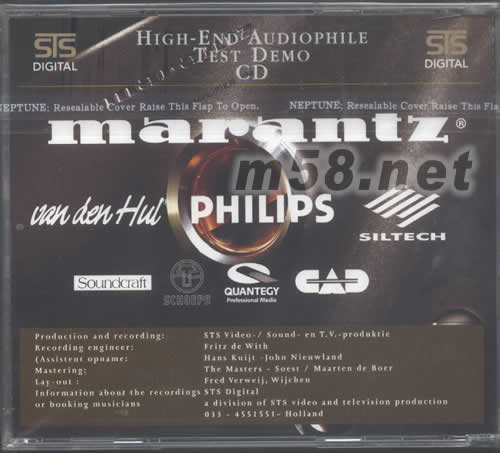 STS
DIGITAL
HIGH-END AUDIOPHILE
TEST DEMO
CD
STS
DIGITAL
NEPTUNE; Resealable Cover Raise This Flap To Open. NEPTUNE; Resealable Cover Raise This Fla
marantz®
m58.net
van den Hul
PHILIPS
SILTECH
Soundcraft
SCHOEPS
QUANTEGY
Professional Media
CAD
Production and recording: STS Video-/ Sound- en T.V.-produktie
Recording engineer: Fritz de With
(Assistent opname: Hans Kuijt -John Nieuwland
Mastering: The Masters - Soest / Maarten de Boer
Lay-out : Fred Verweij, Wijchen
Information about the recordings STS Digital
or booking musicians a division of STS video and television production
033 - 4551551- Holland